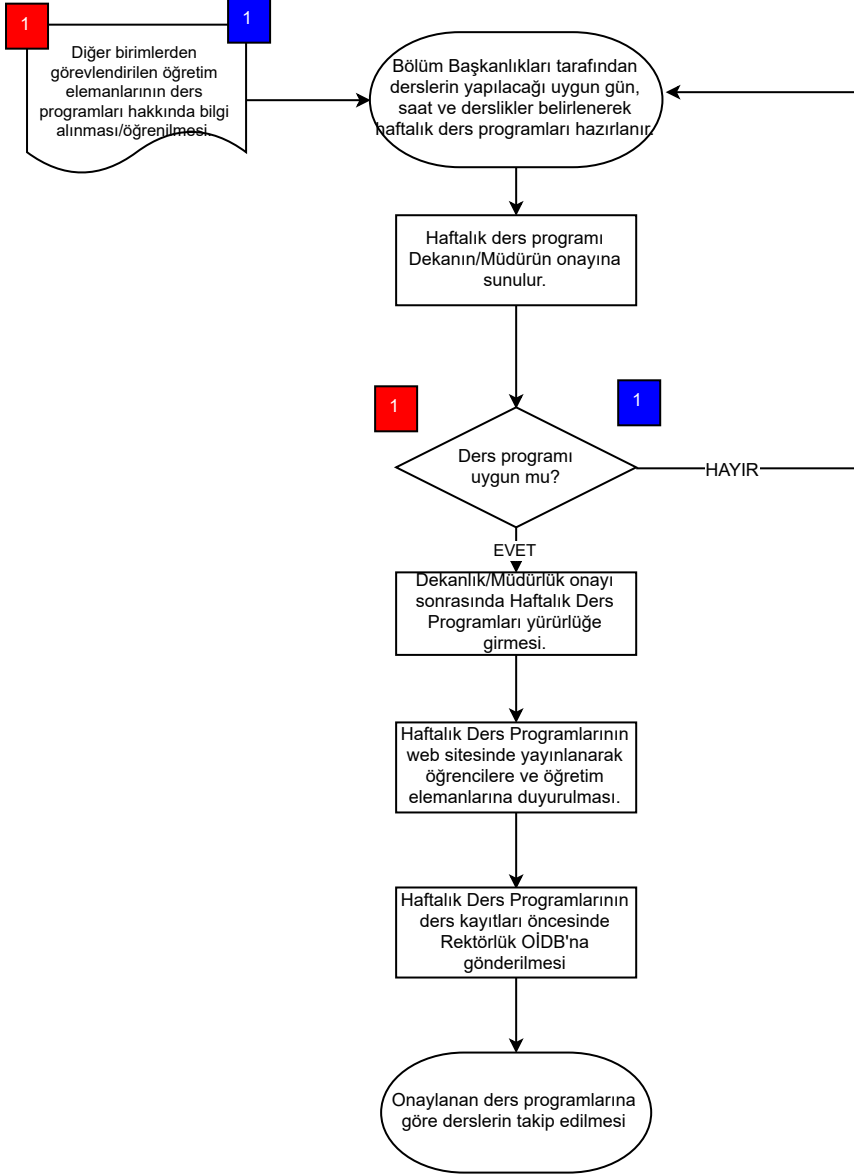 1
1
Diğer birimlerden
görevlendirilen öğretim
elemanlarının ders
programları hakkında bilgi
alınması/öğrenilmesi.
Bölüm Başkanlıkları tarafından
derslerin yapılacağı uygun gün,
saat ve derslikler belirlenerek
haftalık ders programları hazırlanır.
Haftalık ders programı
Dekanın/Müdürün onayına
sunulur.
1
1
Ders programı
uygun mu?
HAYIR
EVET
Dekanlık/Müdürlük onayı
sonrasında Haftalık Ders
Programları yürürlüğe
girmesi.
Haftalık Ders Programlarının
web sitesinde yayınlanarak
öğrencilere ve öğretim
elemanlarına duyurulması.
Haftalık Ders Programlarının
ders kayıtları öncesinde
Rektörlük OİDB'na
gönderilmesi
Onaylanan ders programlarına
göre derslerin takip edilmesi